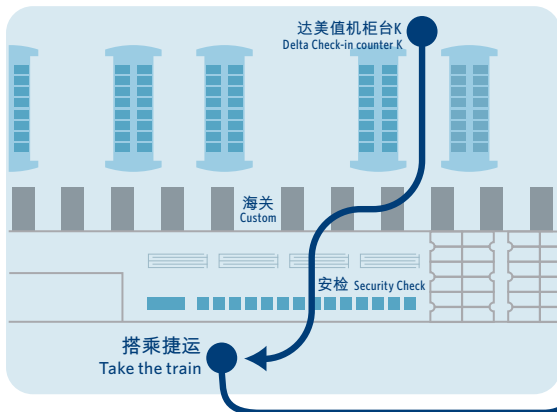 达美值机柜台K
Delta Check-in counter K
海关
Custom
安检 Security Check
搭乘捷运
Take the train